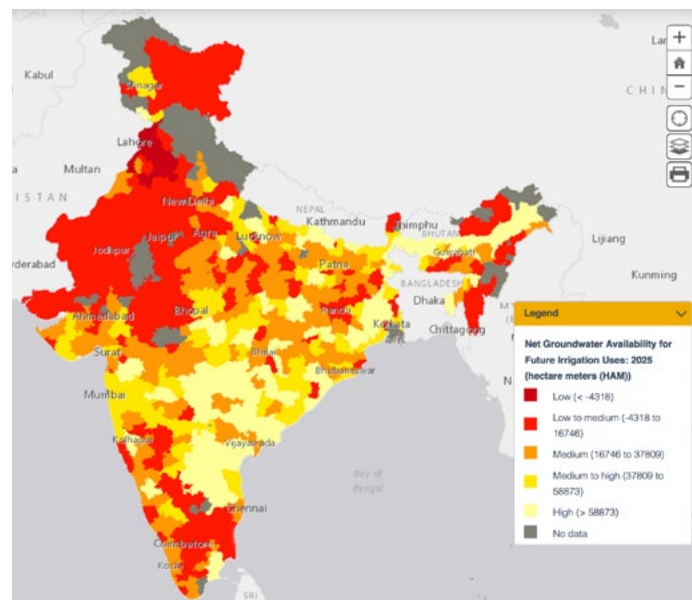 Lar
Kabul
Srinagar
CHIN
Lahore
Multan
ISTAN
New Delhi
NEPAL
Kathmandu
Thimphu
BHUTAN
Lijiang
Jaipur
Agra
Lucknow
Guwahati
yderabad
Jodhpur
Patna
Kunming
BANGLADESH
Dhaka
Ahmedabad
Bhopal
Ranchi
Kolkata
Chittagong
Surat
Bhilai
Bhubaneswar
Mumbai
Kolhapur
Vijayawada
Bay of
Bengal
Chennai
Coimbatore
Kochi
SRI
Legend
Net Groundwater Availability for
Future Irrigation Uses: 2025
(hectare meters (HAM))
Low (< -4318)
Low to medium (-4318 to
16746)
Medium (16746 to 37809)
Medium to high (37809 to
58873)
High (> 58873)
No data